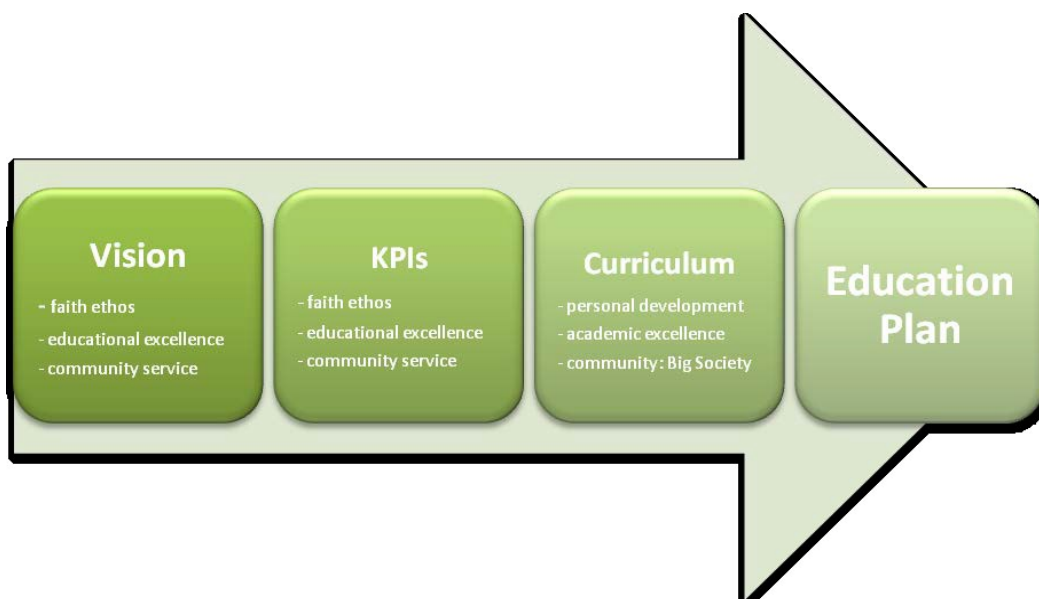 Vision
- faith ethos
- educational excellence
- community service
KPIs
- faith ethos
- educational excellence
- community service
Curriculum
- personal development
- academic excellence
- community: Big Society
Education
Plan